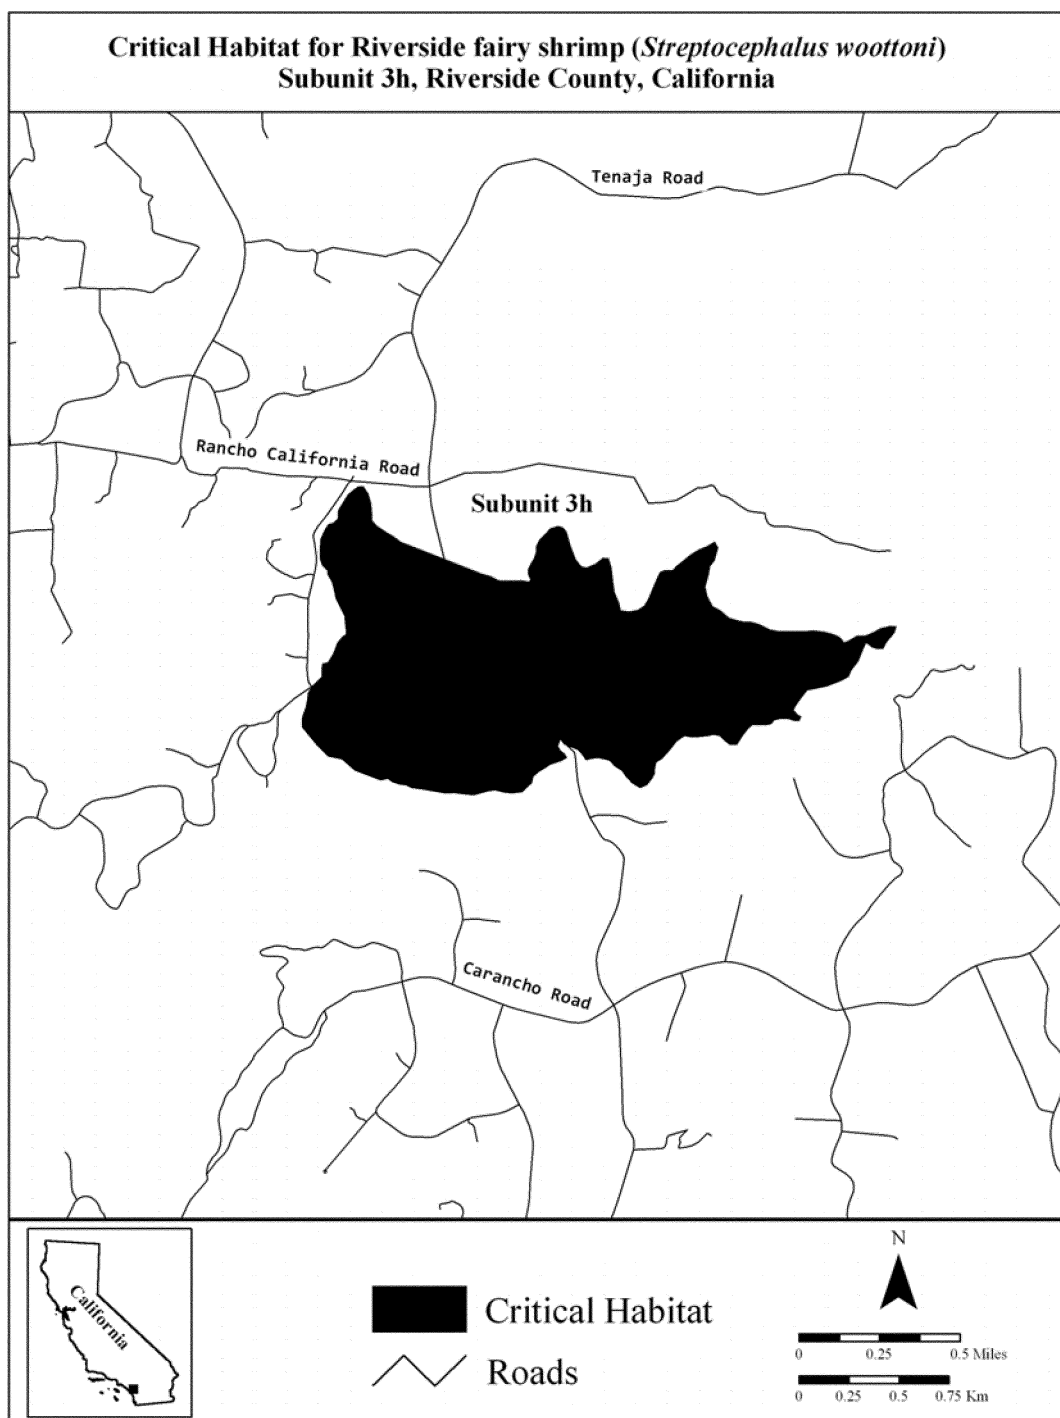 Critical Habitat for Riverside fairy shrimp (Streptocephalus woottoni)
Subunit 3h, Riverside County, California
Tenaja Road
Rancho California Road
Subunit 3h
Carancho Road
California
Critical Habitat
Roads
N
0 0.25 0.5 Miles
0 0.25 0.5 0.75 Km